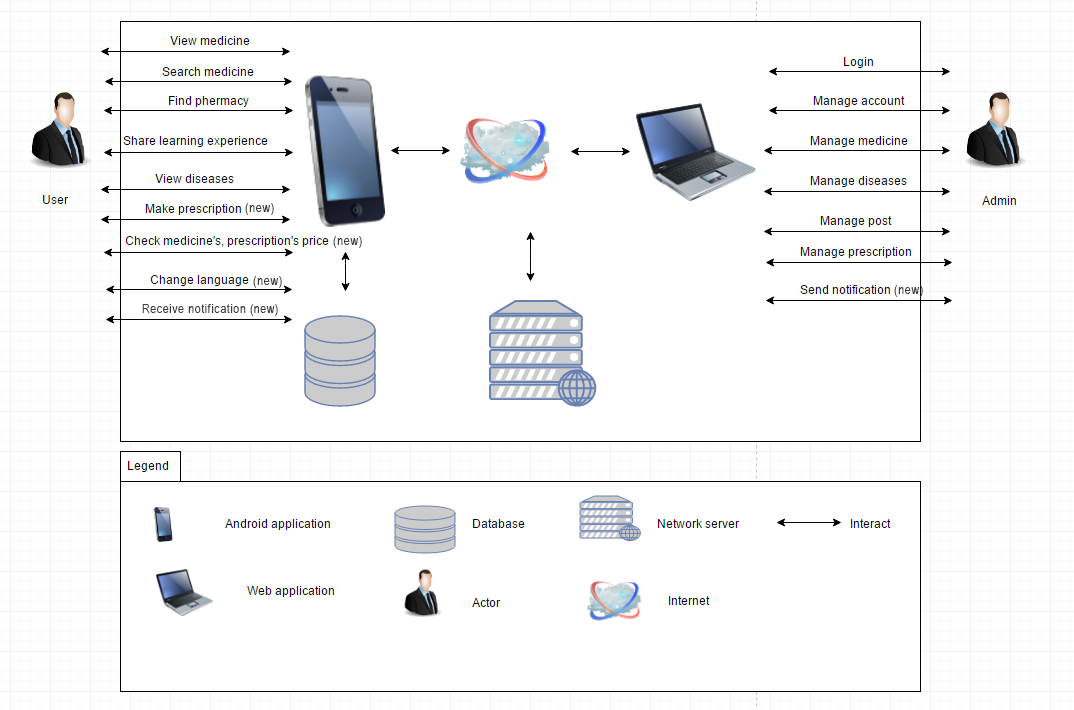 View medicine
Search medicine
Find phermacy
Share learning experience
View diseases
Make prescription (new)
Check medicine's, prescription's price (new)
Change language (new)
Receive notification (new)
User
Login
Manage account
Manage medicine
Manage diseases
Manage post
Manage prescription
Send notification (new)
Admin
Legend
Android application
Database
Network server
Interact
Web application
Actor
Internet